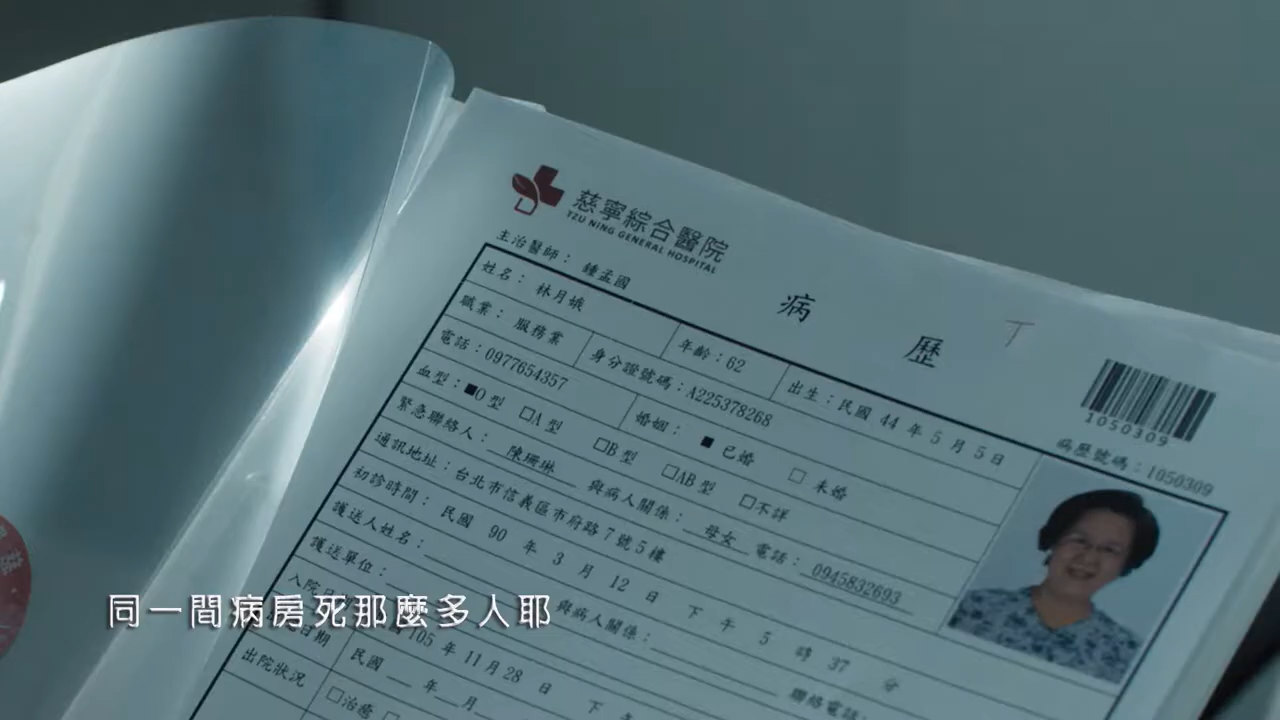 慈寧綜合醫院
TZU NING GENERAL HOSPITAL
主治醫師： 鍾孟國
病歷
1050309
病歷號碼：1050309
姓名： 林月娥 年齡：62 出生：民國 44 年 5 月 5 日
職業： 服務業 身分證號碼：A225378268
電話：0977654357 婚姻： ■ 已婚 □ 未婚
血型：■O 型 □A 型 □B 型 □AB 型 □不詳
緊急聯絡人： 陳珊琳 與病人關係： 母女 電話： 0945832693
通訊地址：台北市信義區市府路 7 號 5 樓
初診時間： 民國 90 年 3 月 12 日 下 午 5 時 37 分
護送人姓名： 與病人關係：
護送單位： 聯絡電話
入院日 國 105 年 11 月 28 日 下 午
日期 民國 年 月
出院狀況 □治癒 □
同一間病房死那麼多人耶